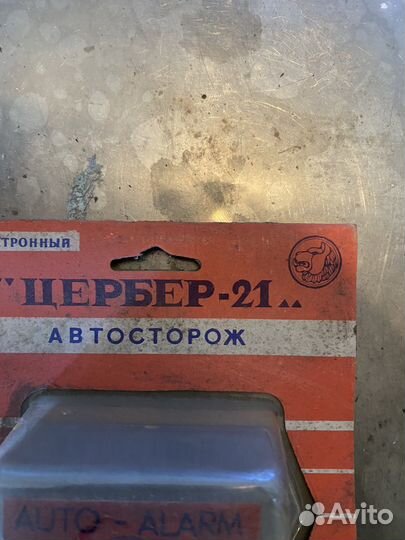 ТРОННЫЙ
"ЦЕРБЕР-21"
АВТОСТОРОЖ
AUTO - ALARM
Avito